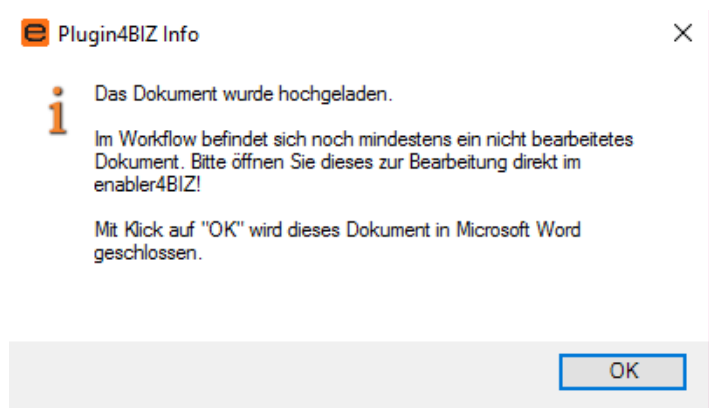 Plugin4BIZ Info
Das Dokument wurde hochgeladen.
Im Workflow befindet sich noch mindestens ein nicht bearbeitetes
Dokument. Bitte öffnen Sie dieses zur Bearbeitung direkt im
enabler4BIZ!
Mit Klick auf "OK" wird dieses Dokument in Microsoft Word
geschlossen.
OK